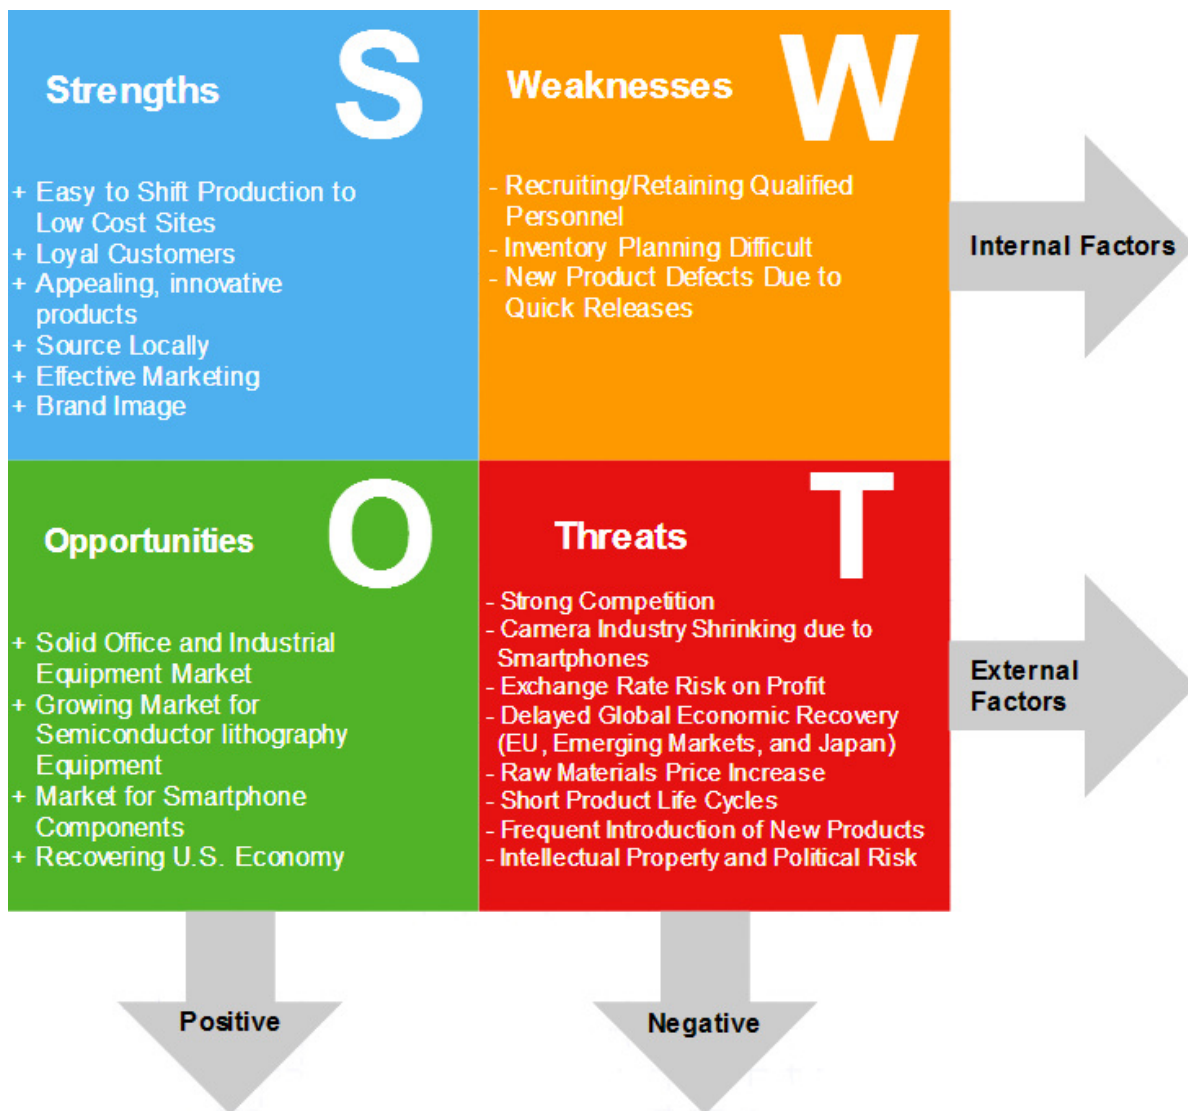 Strengths
S
+ Easy to Shift Production to
Low Cost Sites
+ Loyal Customers
+ Appealing, innovative
products
+ Source Locally
+ Effective Marketing
+ Brand Image
Weaknesses
W
- Recruiting/Retaining Qualified
Personnel
- Inventory Planning Difficult
- New Product Defects Due to
Quick Releases
Internal Factors
Opportunities
O
+ Solid Office and Industrial
Equipment Market
+ Growing Market for
Semiconductor lithography
Equipment
+ Market for Smartphone
Components
+ Recovering U.S. Economy
Threats
T
- Strong Competition
- Camera Industry Shrinking due to
Smartphones
- Exchange Rate Risk on Profit
- Delayed Global Economic Recovery
(EU, Emerging Markets, and Japan)
- Raw Materials Price Increase
- Short Product Life Cycles
- Frequent Introduction of New Products
- Intellectual Property and Political Risk
External
Factors
Positive
Negative